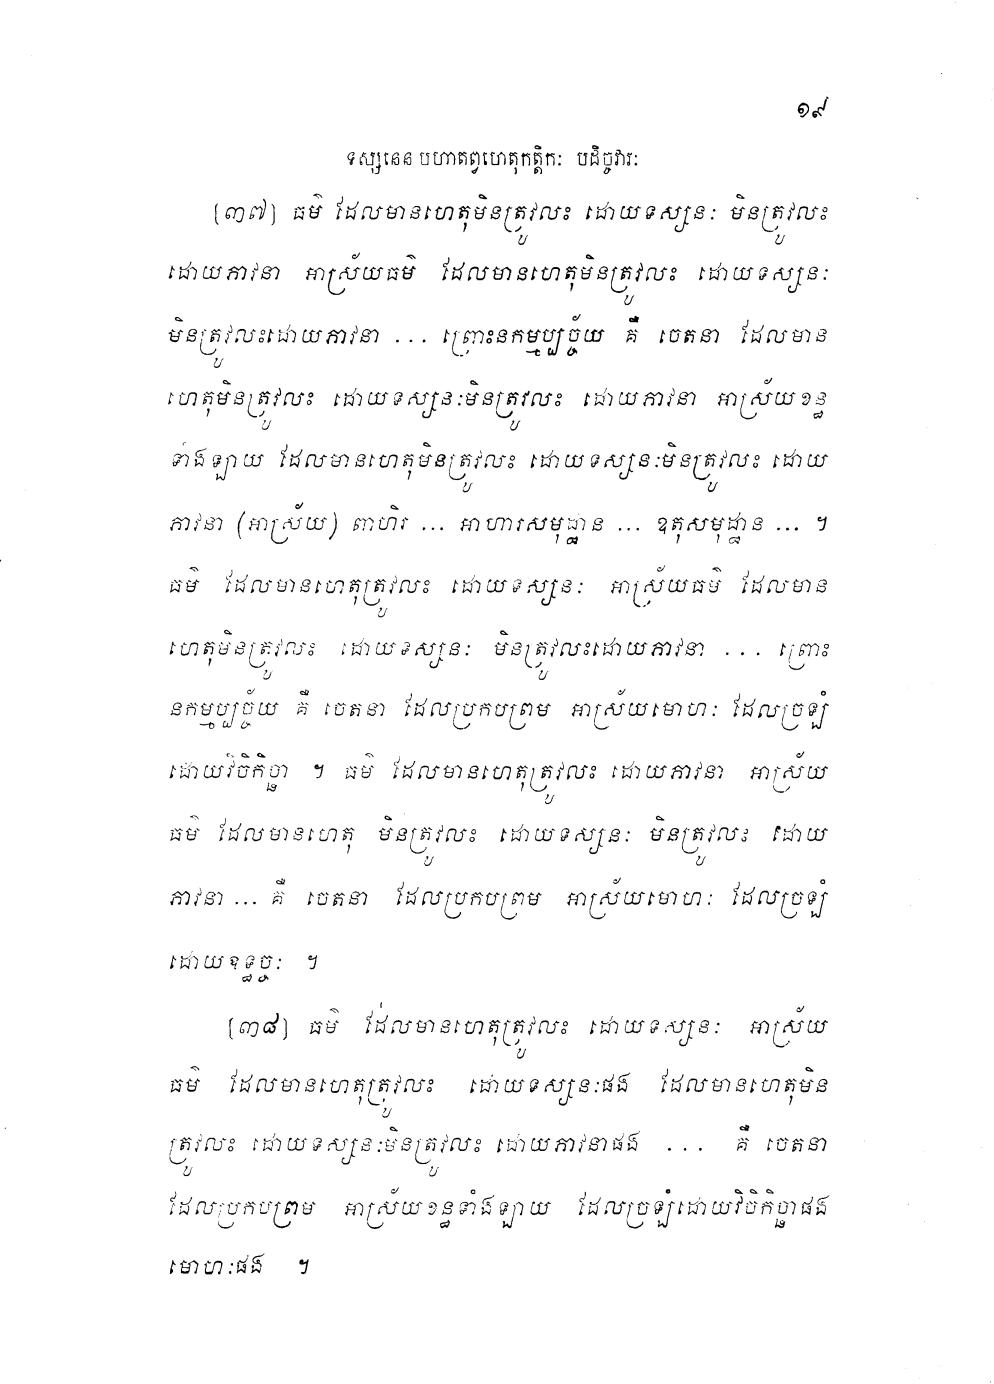 ១៩
ទស្សនេន បហាតព្វហេតុកត្តិកៈ បដិច្ចវារៈ
[៣៧] ធម៌ ដែលមានហេតុមិនត្រូវលះ ដោយទស្សនៈ មិនត្រូវលះ
ដោយភាវនា អាស្រ័យធម៌ ដែលមានហេតុមិនត្រូវលះ ដោយទស្សនៈ
មិនត្រូវលះដោយភាវនា ... ព្រោះនកម្មប្បច្ច័យ គឺ ចេតនា ដែលមាន
ហេតុមិនត្រូវលះ ដោយទស្សនៈមិនត្រូវលះ ដោយភាវនា អាស្រ័យខន្ធ
ទាំងឡាយ ដែលមានហេតុមិនត្រូវលះ ដោយទស្សនៈមិនត្រូវលះ ដោយ
ភាវនា (អាស្រ័យ) ពាហិរ ... អាហារសមុដ្ឋាន ... ឧតុសមុដ្ឋាន ... ។
ធម៌ ដែលមានហេតុត្រូវលះ ដោយទស្សនៈ អាស្រ័យធម៌ ដែលមាន
ហេតុមិនត្រូវលះ ដោយទស្សនៈ មិនត្រូវលះដោយភាវនា ... ព្រោះ
នកម្មប្បច្ច័យ គឺ ចេតនា ដែលប្រកបព្រម អាស្រ័យមោហៈ ដែលច្រឡំ
ដោយវិចិកិច្ឆា ។ ធម៌ ដែលមានហេតុត្រូវលះ ដោយភាវនា អាស្រ័យ
ធម៌ ដែលមានហេតុ មិនត្រូវលះ ដោយទស្សនៈ មិនត្រូវលះ ដោយ
ភាវនា ... គឺ ចេតនា ដែលប្រកបព្រម អាស្រ័យមោហៈ ដែលច្រឡំ
ដោយឧទ្ធច្ចៈ ។
[៣៨] ធម៌ ដែលមានហេតុត្រូវលះ ដោយទស្សនៈ អាស្រ័យ
ធម៌ ដែលមានហេតុត្រូវលះ ដោយទស្សនៈផង ដែលមានហេតុមិន
ត្រូវលះ ដោយទស្សនៈមិនត្រូវលះ ដោយភាវនាផង ... គឺ ចេតនា
ដែលប្រកបព្រម អាស្រ័យខន្ធទាំងឡាយ ដែលច្រឡំដោយវិចិកិច្ឆាផង
មោហៈផង ។